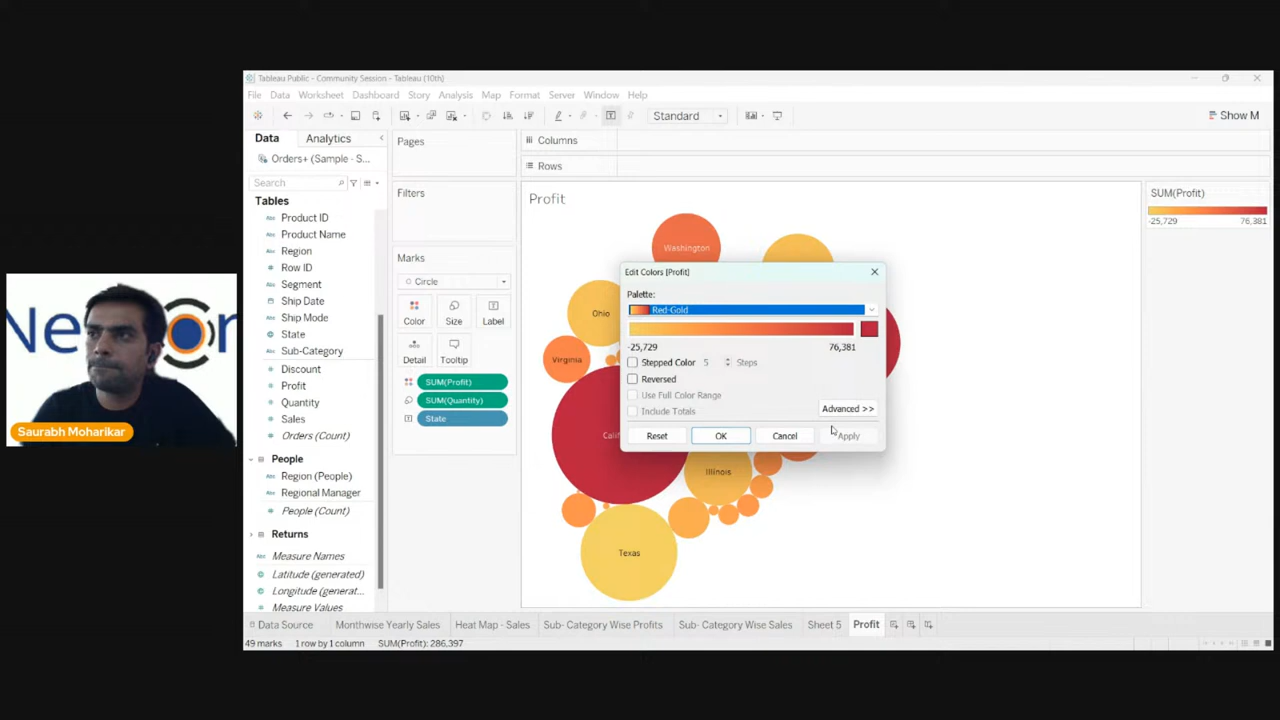 Tableau Public - Community Session - Tableau (10th)
File Data Worksheet Dashboard Story Analysis Map Format Server Window Help
Standard
Show M
Data Analytics
Orders+ (Sample - S...
Search
Tables
Product ID
Product Name
Region
Row ID
Segment
Ship Date
Ship Mode
State
Sub-Category
Discount
Profit
Quantity
Sales
Orders (Count)
People
Region (People)
Regional Manager
People (Count)
Returns
Measure Names
Latitude (generated)
Longitude (generat...
Measure Values
Pages
Filters
Marks
Circle
Color Size Label
Detail Tooltip
SUM(Profit)
SUM(Quantity)
State
Columns
Rows
Profit
Washington
Ohio
Virginia
Calif
Illinois
Texas
Edit Colors [Profit]
Palette:
Red-Gold
-25,729 76,381
Stepped Color 5 Steps
Reversed
Use Full Color Range
Include Totals
Advanced >>
Reset OK Cancel Apply
SUM(Profit)
-25,729 76,381
Saurabh Moharikar
Data Source Monthwise Yearly Sales Heat Map - Sales Sub- Category Wise Profits Sub- Category Wise Sales Sheet 5 Profit
49 marks 1 row by 1 column SUM(Profit): 286,397